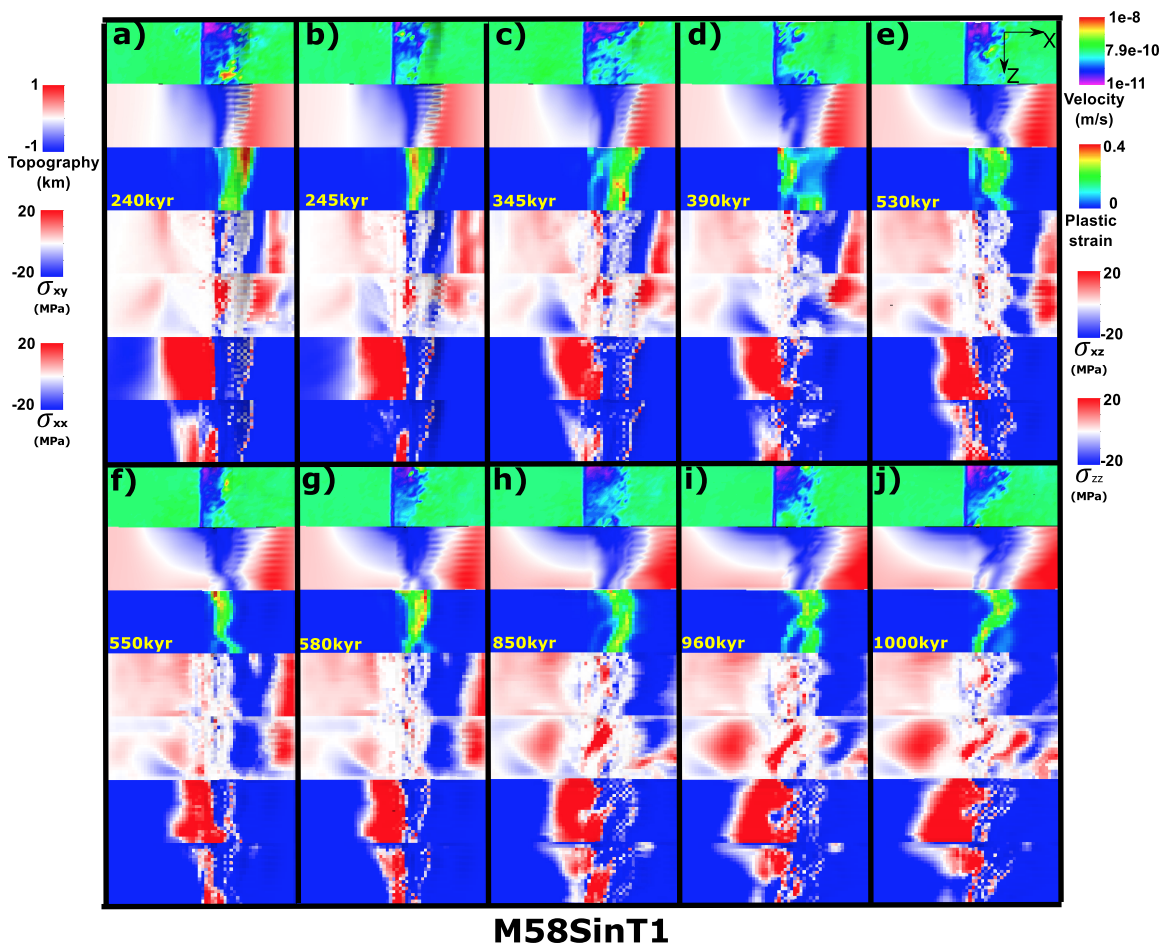 a)
b)
c)
d)
e)
X
Z
1
-1
Topography
(km)
20
-20
σxy
(MPa)
20
-20
σxx
(MPa)
240kyr
245kyr
345kyr
390kyr
530kyr
1e-8
7.9e-10
1e-11
Velocity
(m/s)
0.4
0
Plastic
strain
20
-20
σxz
(MPa)
20
-20
σzz
(MPa)
f)
g)
h)
i)
j)
550kyr
580kyr
850kyr
960kyr
1000kyr
M58SinT1